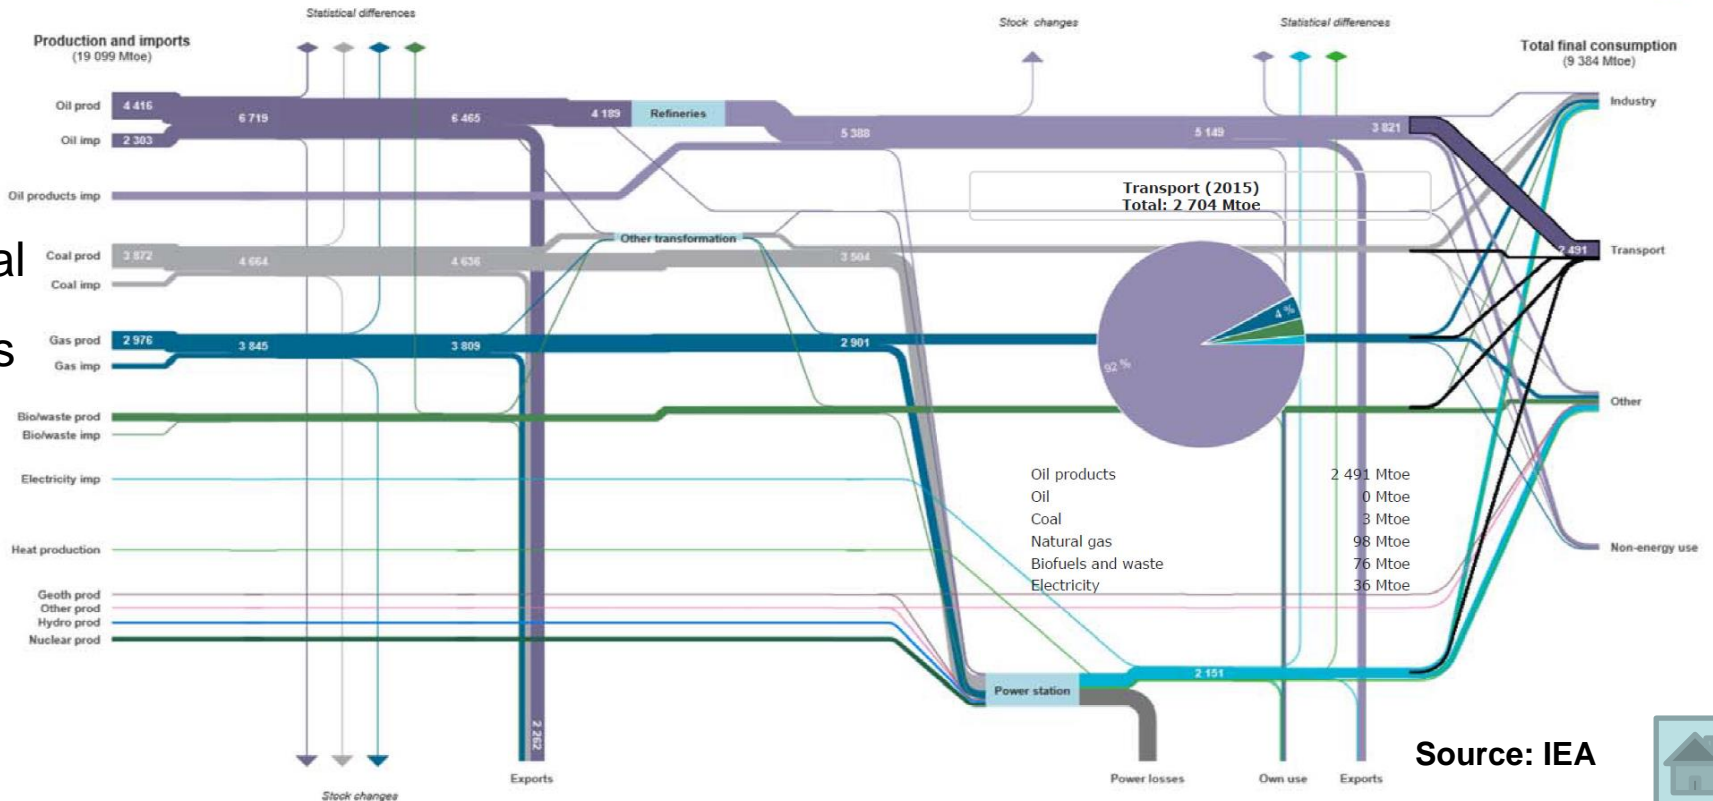 Statistical differences
Stock changes
Statistical differences
Production and imports
(19 099 Mtoe)
Total final consumption
(9 384 Mtoe)
Oil prod
4 416
6 719
6 465
4 189
Refineries
5 388
5 149
3 821
Industry
Oil imp
2 303
Oil products imp
Transport (2015)
Total: 2 704 Mtoe
al
s
Coal prod
3 872
4 664
4 636
Other transformation
3 504
2 491
Transport
Coal imp
Gas prod
2 976
3 845
3 809
2 901
Gas imp
4 %
92 %
Bio/waste prod
Bio/waste imp
Other
Electricity imp
Oil products 2 491 Mtoe
Oil 0 Mtoe
Coal 3 Mtoe
Natural gas 98 Mtoe
Biofuels and waste 76 Mtoe
Electricity 36 Mtoe
Heat production
Non-energy use
Geoth prod
Other prod
Hydro prod
Nuclear prod
Power station
2 151
2 262
Exports
Power losses
Own use
Exports
Stock changes
Source: IEA